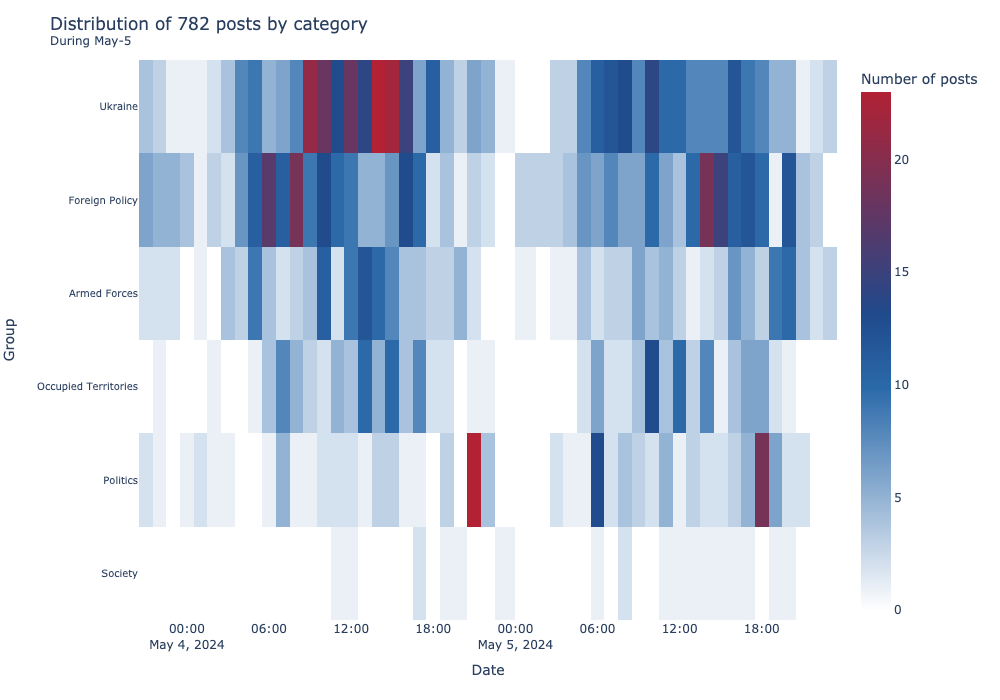 Distribution of 782 posts by category
During May-5
Number of posts
Ukraine
Foreign Policy
Armed Forces
Occupied Territories
Politics
Society
Group
20
15
10
5
0
00:00 06:00 12:00 18:00 00:00 06:00 12:00 18:00
May 4, 2024 May 5, 2024
Date